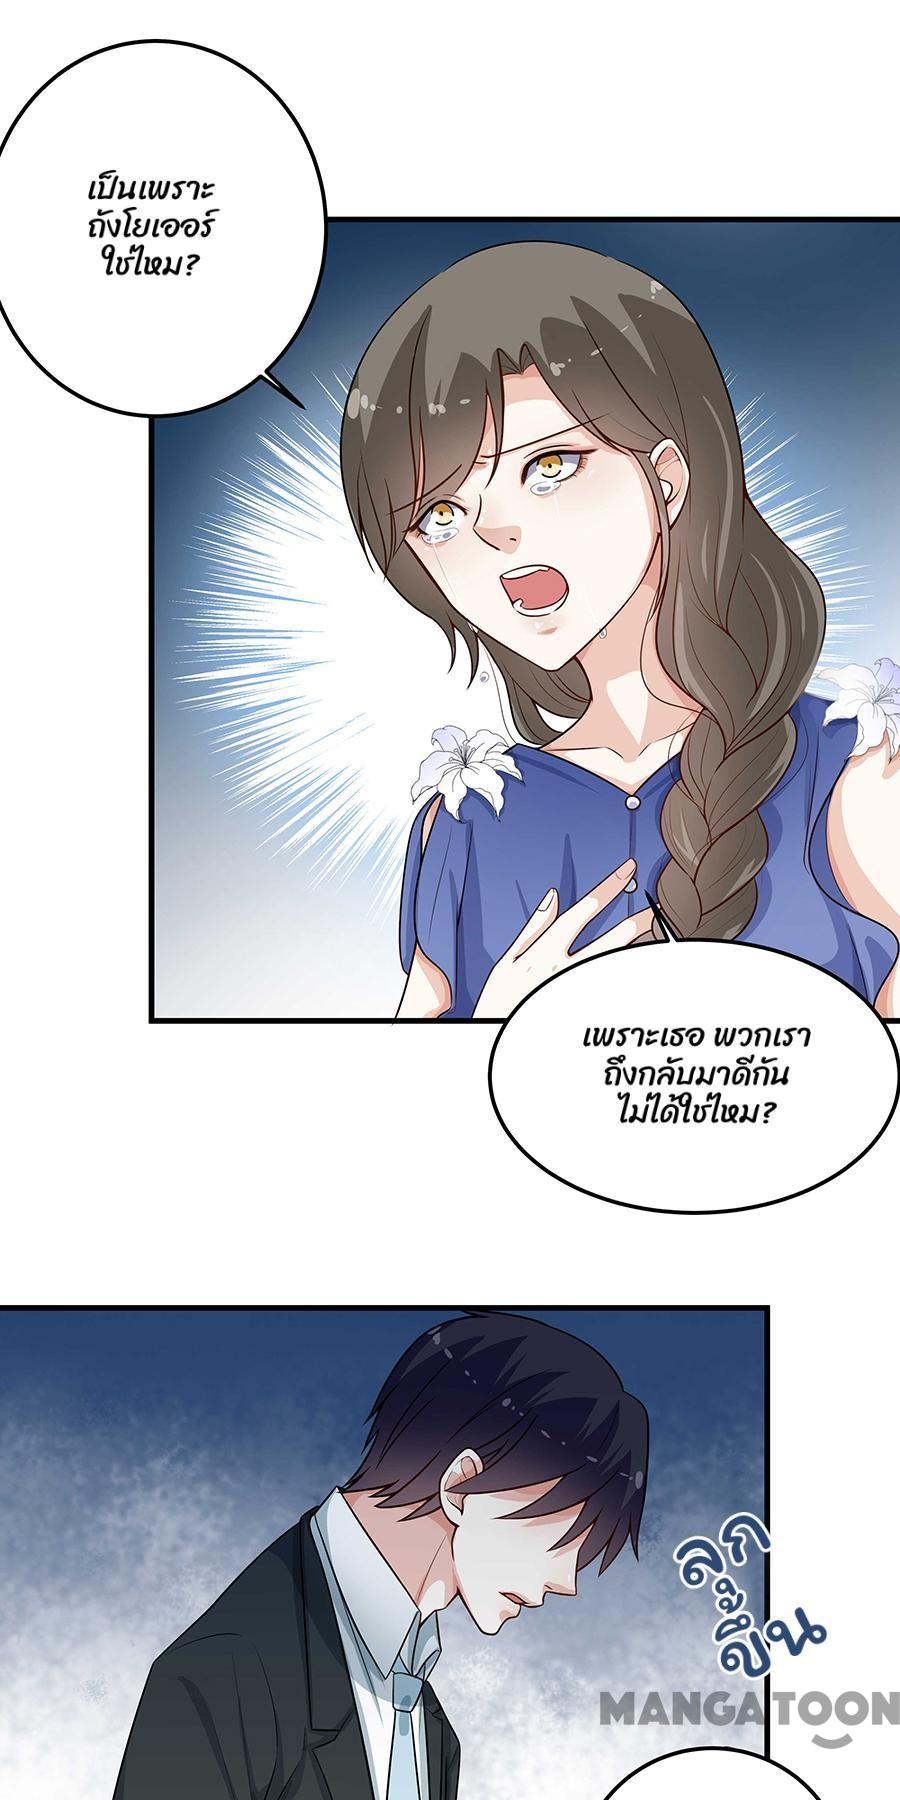 เป็นเพราะ
ถังโยเออร์
ใช่ไหม?
เพราะเธอ พวกเรา
ถึงกลับมาดีกัน
ไม่ได้ใช่ไหม?
ลุก
ขึ้น
MANGATOON